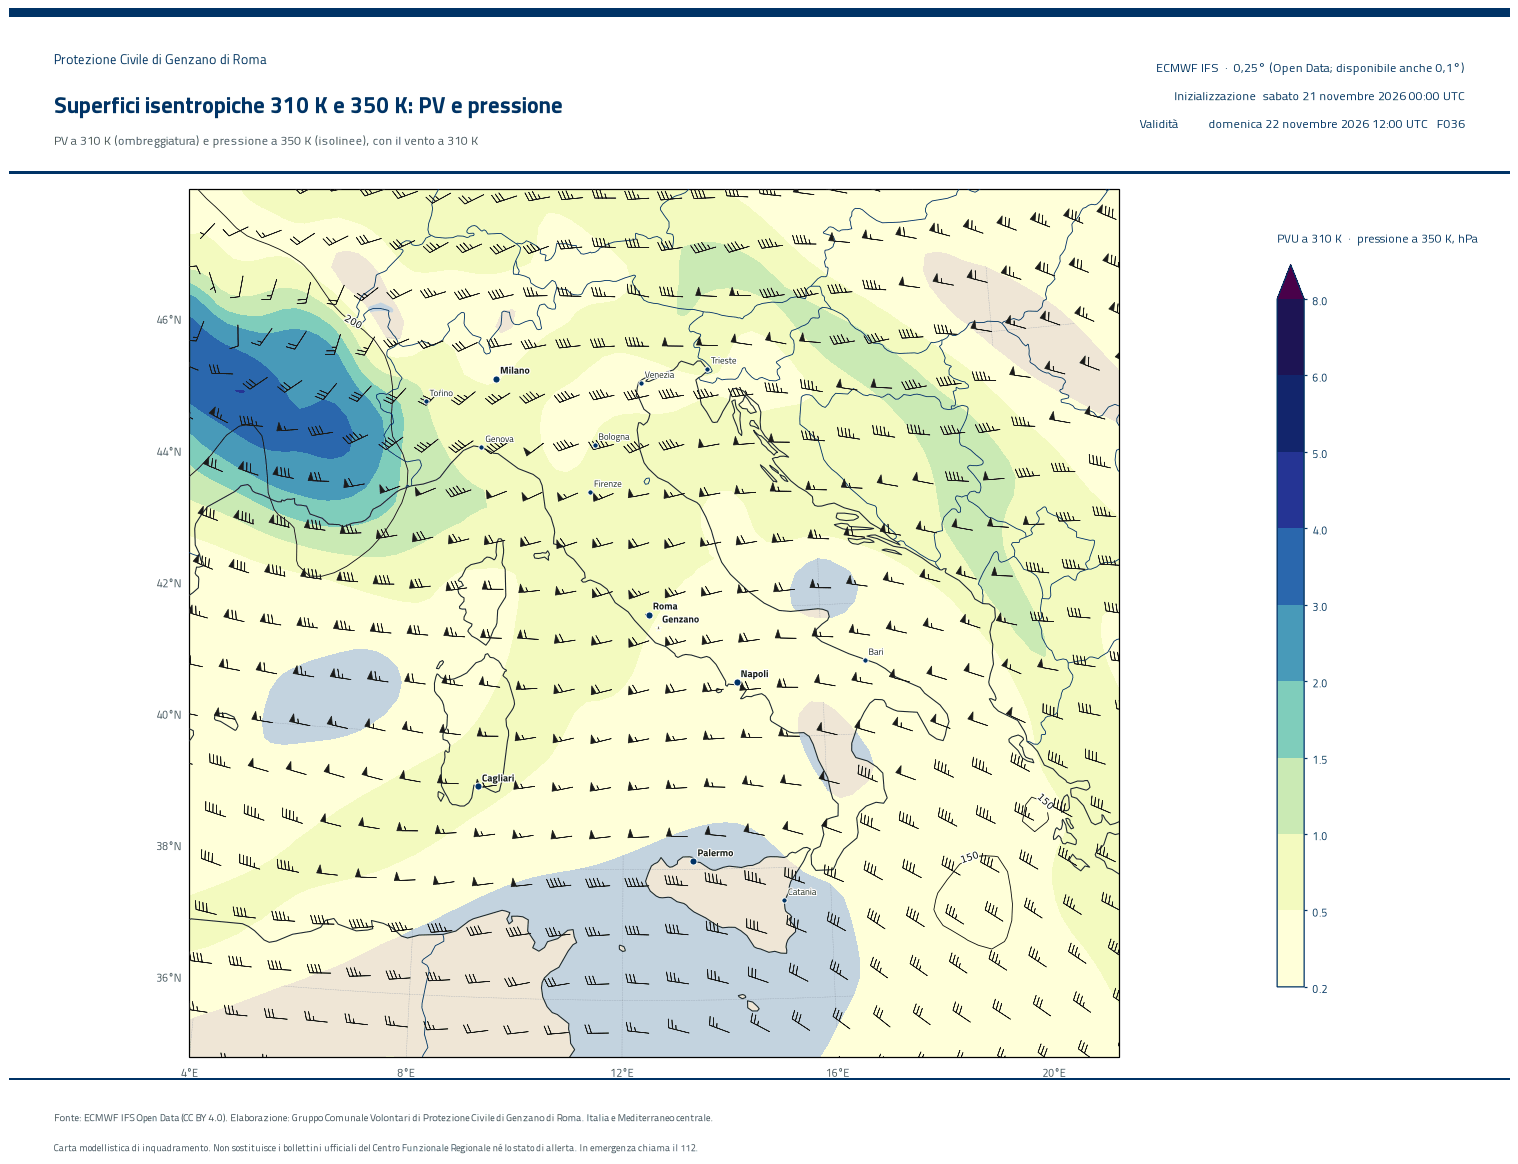 Protezione Civile di Genzano di Roma
Superfici isentropiche 310 K e 350 K: PV e pressione
PV a 310 K (ombreggiatura) e pressione a 350 K (isolinee), con il vento a 310 K
ECMWF IFS · 0,25° (Open Data; disponibile anche 0,1°)
Inizializzazione sabato 21 novembre 2026 00:00 UTC
Validità domenica 22 novembre 2026 12:00 UTC F036
PVU a 310 K · pressione a 350 K, hPa
8.0
6.0
5.0
4.0
3.0
2.0
1.5
1.0
0.5
0.2
46°N
44°N
42°N
40°N
38°N
36°N
4°E
8°E
12°E
16°E
20°E
200
Milano
Torino
Venezia
Trieste
Genova
Bologna
Firenze
Roma
Genzano
Bari
Napoli
Cagliari
Palermo
Catania
150
150
Fonte: ECMWF IFS Open Data (CC BY 4.0). Elaborazione: Gruppo Comunale Volontari di Protezione Civile di Genzano di Roma. Italia e Mediterraneo centrale.
Carta modellistica di inquadramento. Non sostituisce i bollettini ufficiali del Centro Funzionale Regionale né lo stato di allerta. In emergenza chiama il 112.